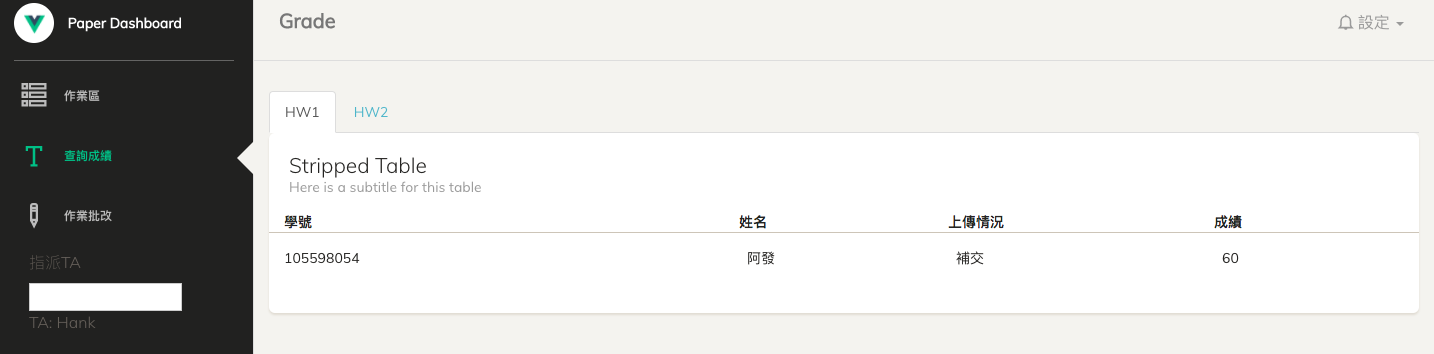 Paper Dashboard
作業區
查詢成績
作業批改
指派TA
TA: Hank
Grade
設定
HW1 HW2
Stripped Table
Here is a subtitle for this table
學號 姓名 上傳情況 成績
105598054 阿發 補交 60